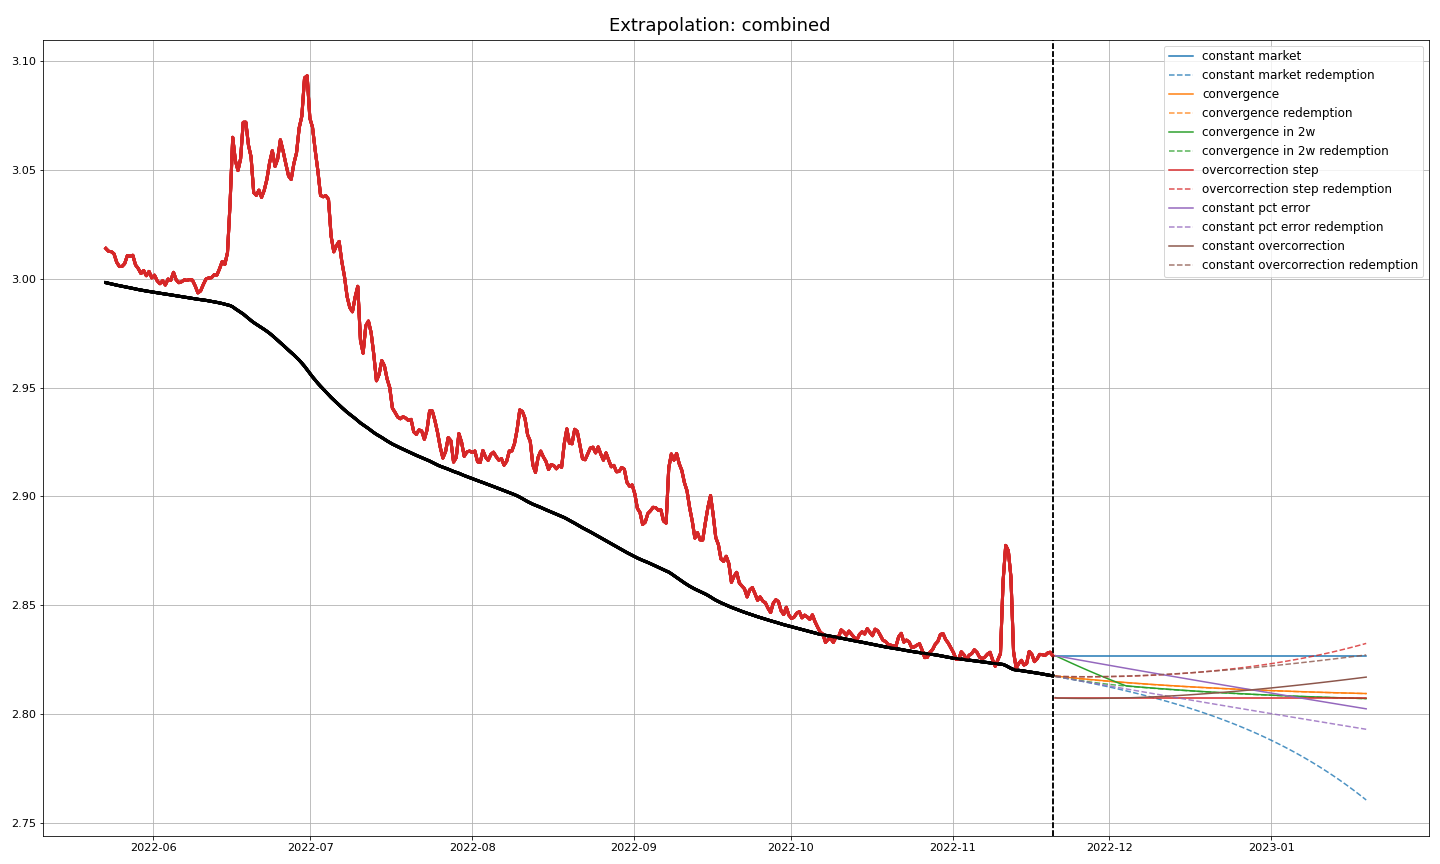 Extrapolation: combined
constant market
constant market redemption
convergence
convergence redemption
convergence in 2w
convergence in 2w redemption
overcorrection step
overcorrection step redemption
constant pct error
constant pct error redemption
constant overcorrection
constant overcorrection redemption
3.10
3.05
3.00
2.95
2.90
2.85
2.80
2.75
2022-06 2022-07 2022-08 2022-09 2022-10 2022-11 2022-12 2023-01